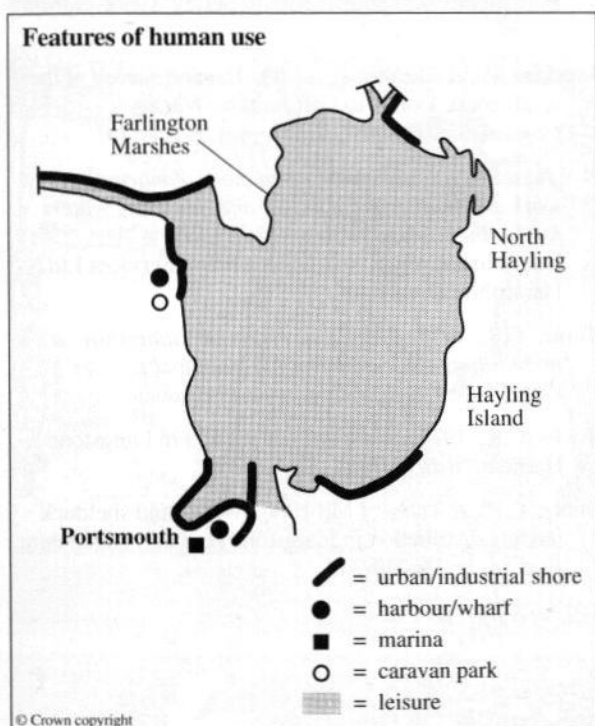 Features of human use
Farlington
Marshes
North
Hayling
Hayling
Island
Portsmouth
= urban/industrial shore
= harbour/wharf
= marina
= caravan park
= leisure
© Crown copyright